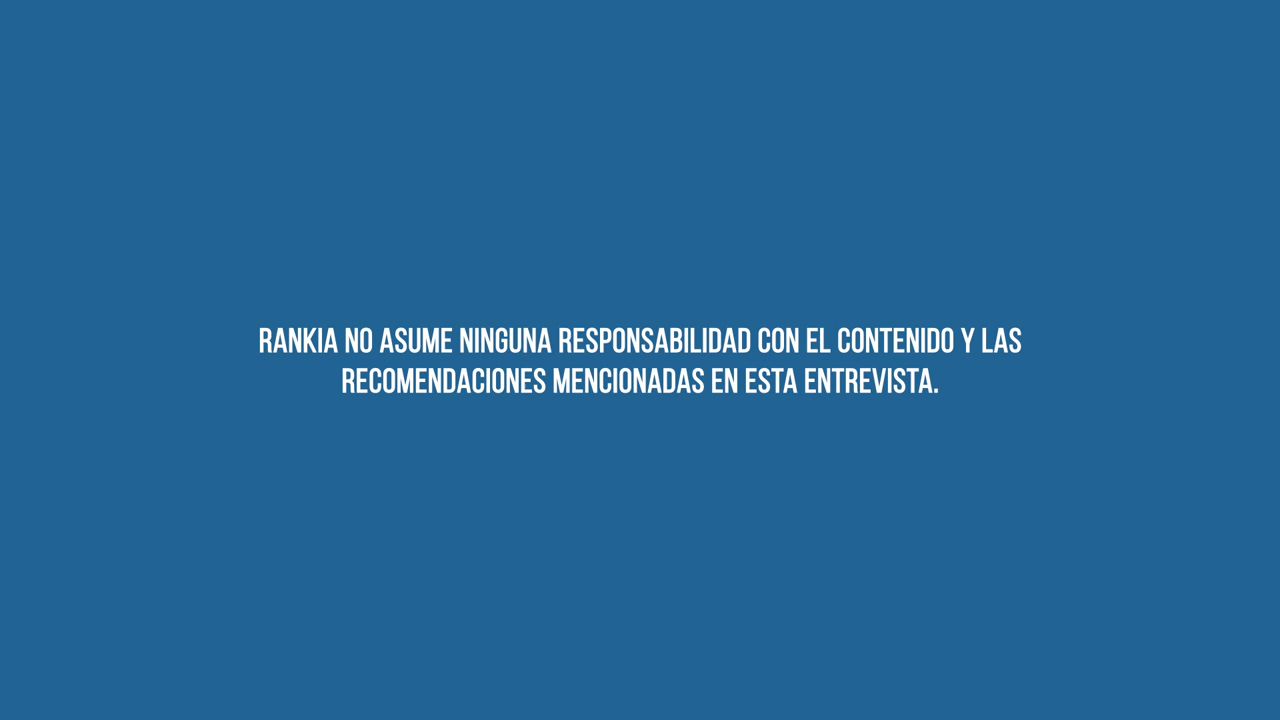 RANKIA NO ASUME NINGUNA RESPONSABILIDAD CON EL CONTENIDO Y LAS
RECOMENDACIONES MENCIONADAS EN ESTA ENTREVISTA.